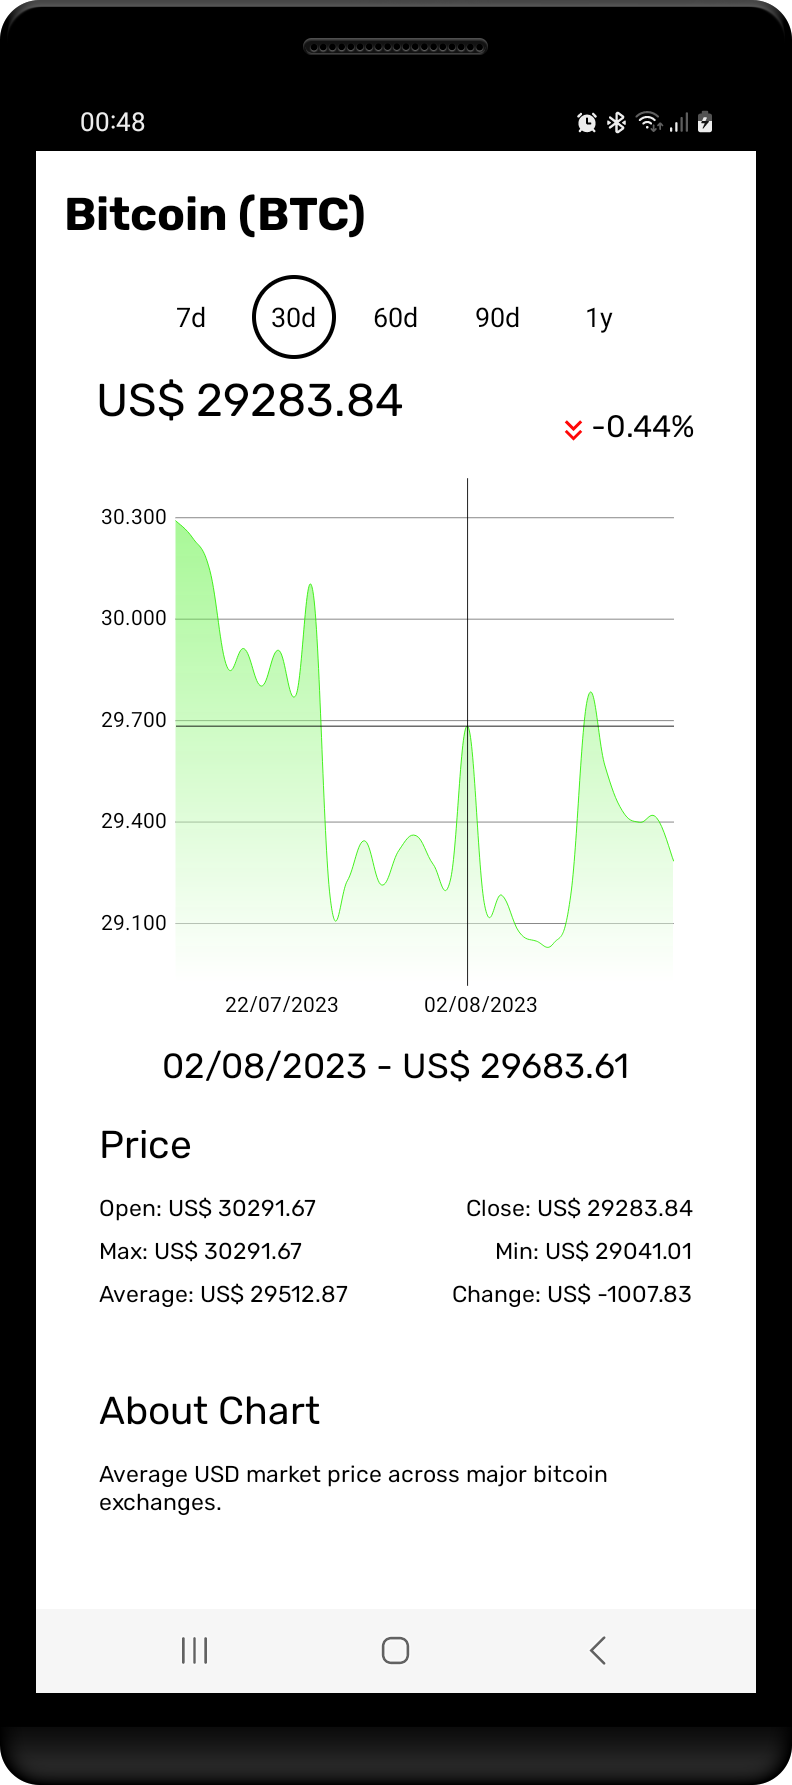 00:48
Bitcoin (BTC)
7d 30d 60d 90d 1y
US$ 29283.84
-0.44%
30.300
30.000
29.700
29.400
29.100
22/07/2023 02/08/2023
02/08/2023 - US$ 29683.61
Price
Open: US$ 30291.67 Close: US$ 29283.84
Max: US$ 30291.67 Min: US$ 29041.01
Average: US$ 29512.87 Change: US$ -1007.83
About Chart
Average USD market price across major bitcoin
exchanges.